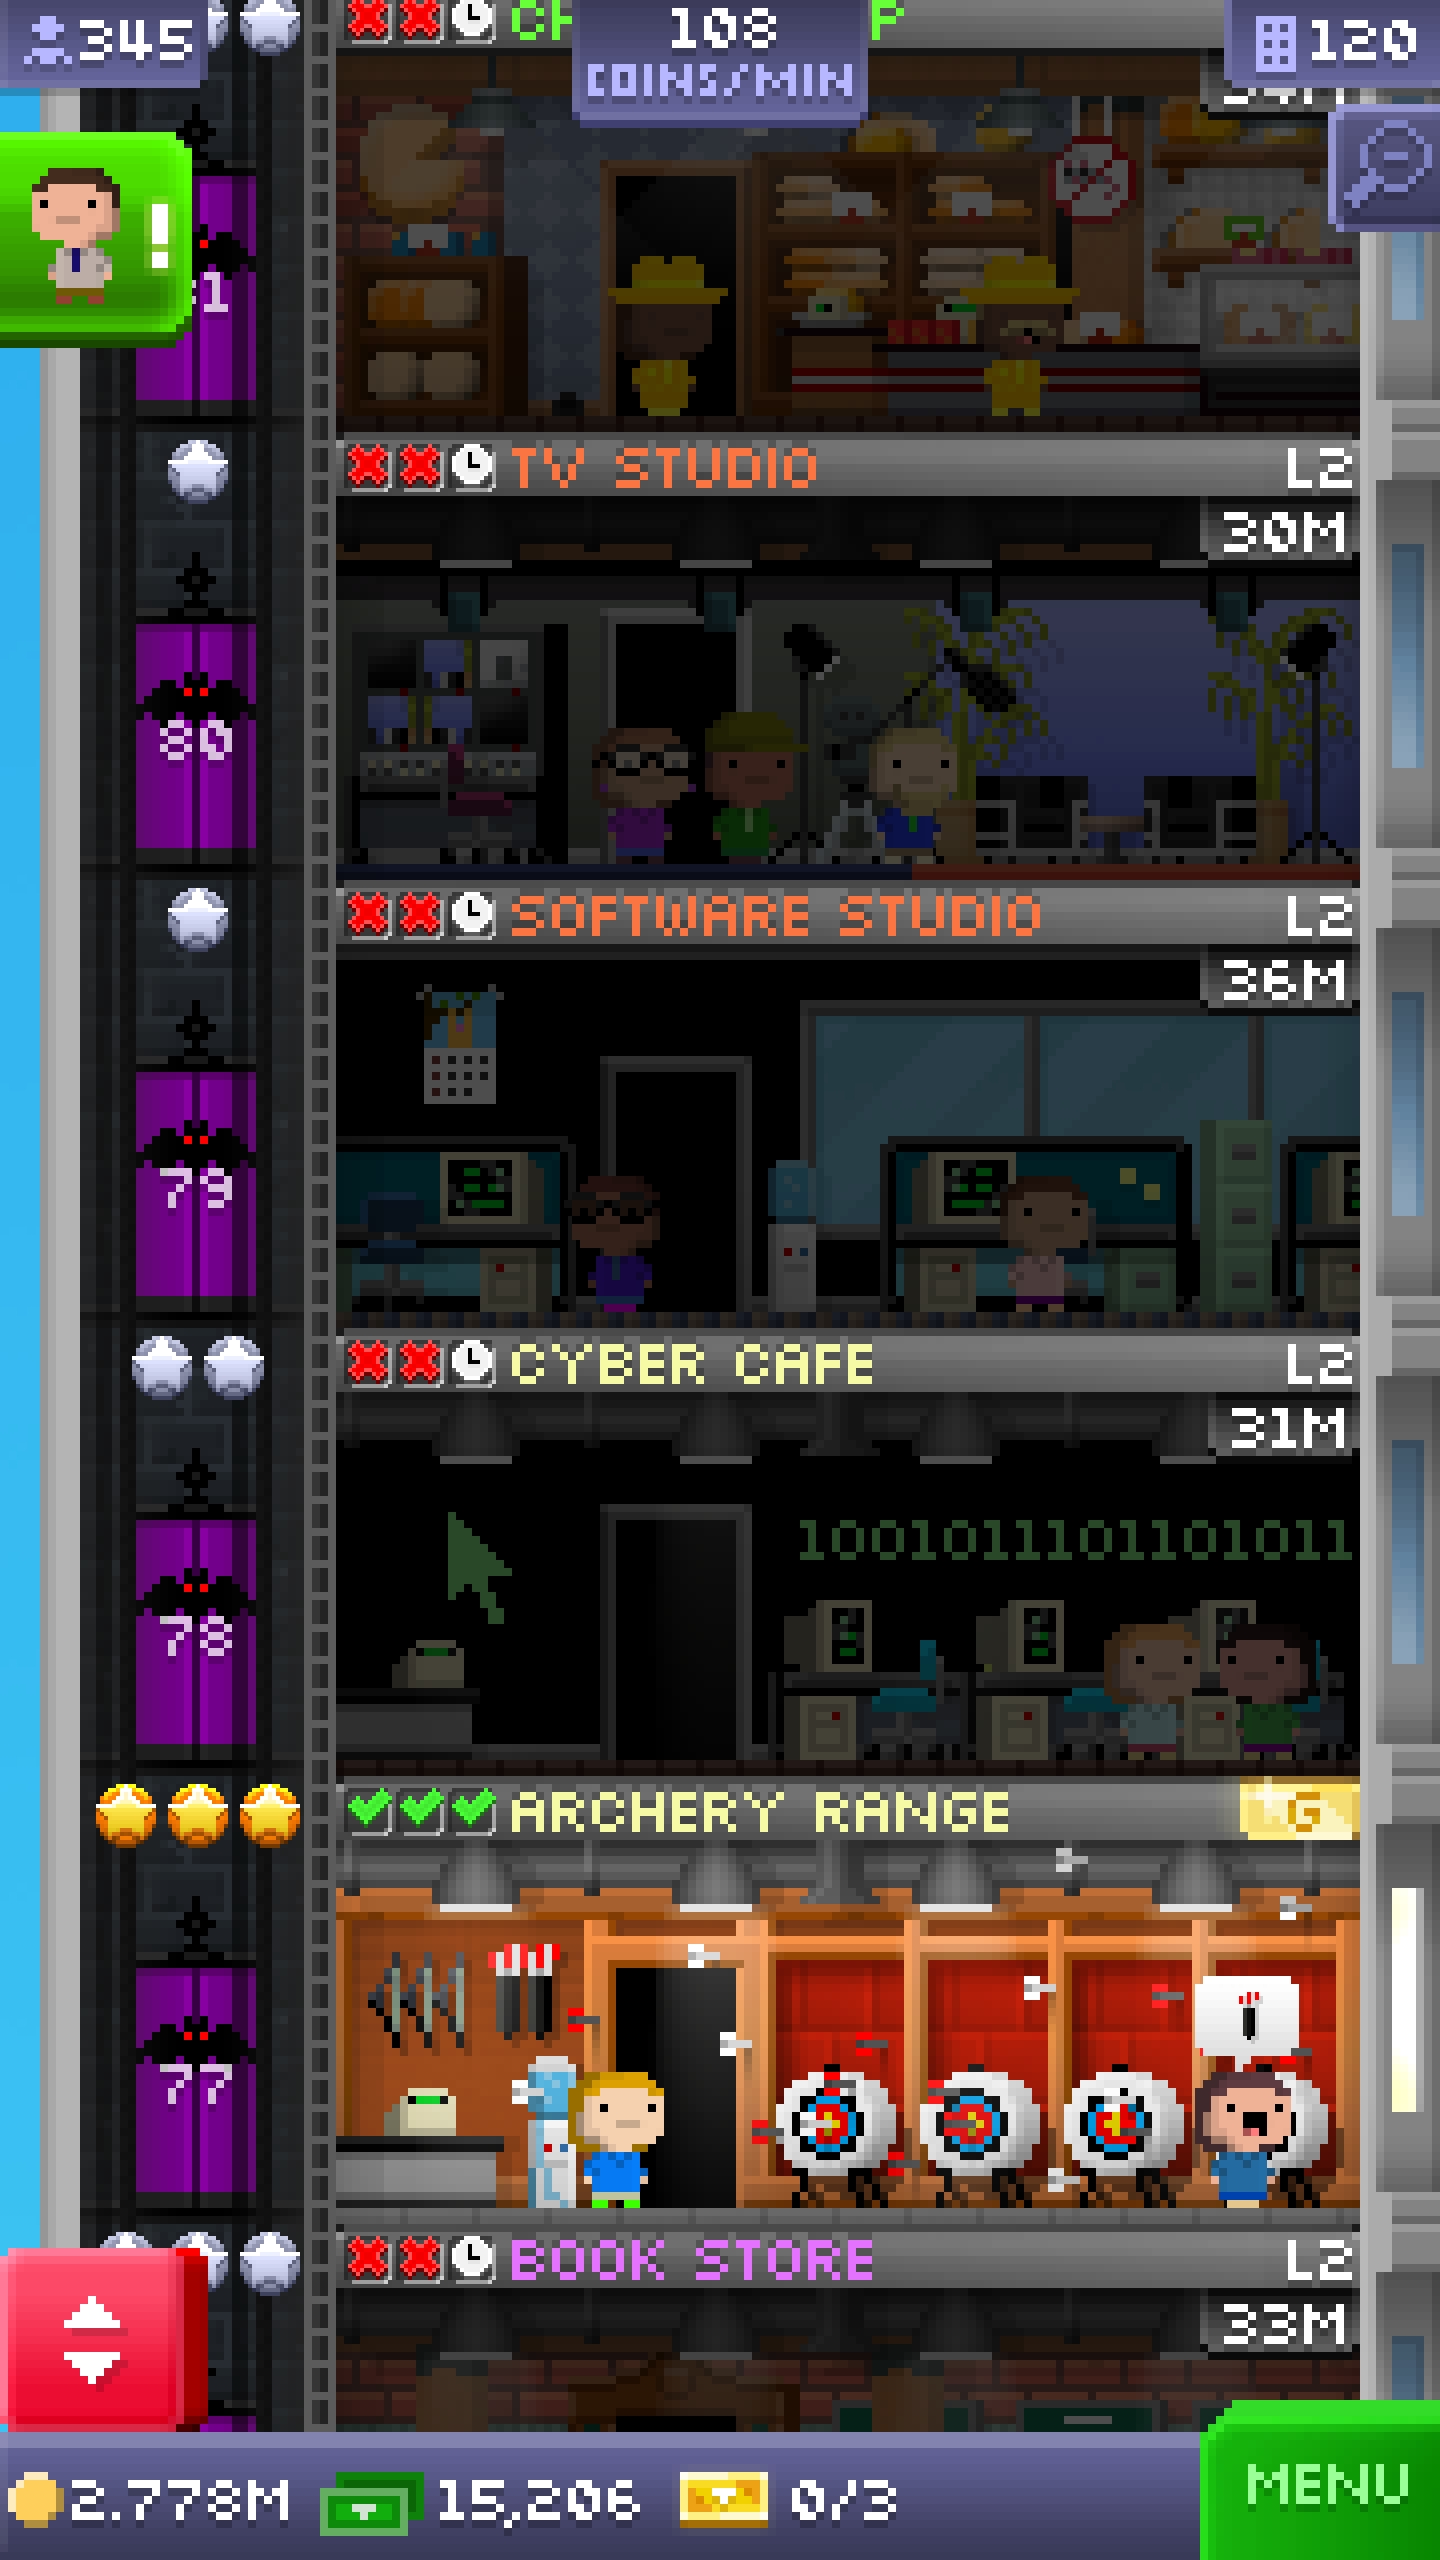 345
108
COINS/MIN
120
!
TV STUDIO
L2
30M
80
SOFTWARE STUDIO
L2
36M
79
CYBER CAFE
L2
31M
1001011101101011
78
ARCHERY RANGE
G
77
BOOK STORE
L2
33M
2.778M
15,206
0/3
MENU